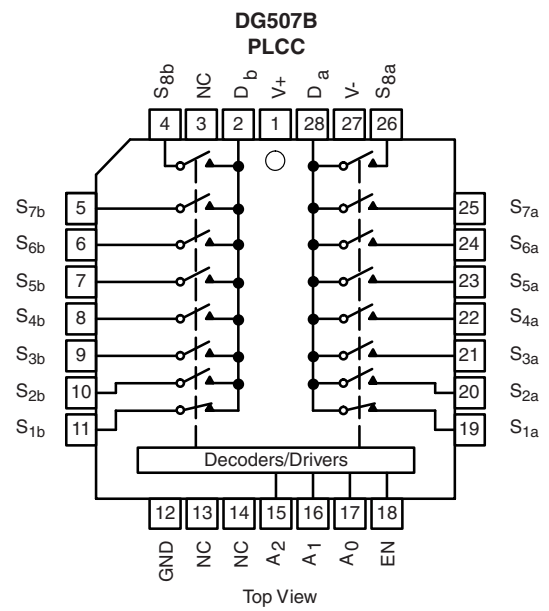 DG507B
PLCC
S8b NC Db V+ Da V- S8a
4 3 2 1 28 27 26
S7b 5 25 S7a
S6b 6 24 S6a
S5b 7 23 S5a
S4b 8 22 S4a
S3b 9 21 S3a
S2b 10 20 S2a
S1b 11 19 S1a
Decoders/Drivers
12 13 14 15 16 17 18
GND NC NC A2 A1 A0 EN
Top View